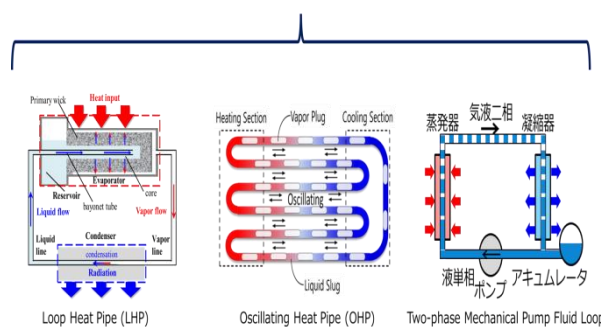 Heat input
Primary wick
Evaporator
core
Reservoir
bayonet tube
Liquid flow
Vapor flow
Liquid line
Condenser
condensation
Radiation
Vapor line
Loop Heat Pipe (LHP)
Heating Section
Vapor Plug
Cooling Section
Oscillating
Liquid Slug
Oscillating Heat Pipe (OHP)
気液二相
蒸発器
凝縮器
液単相
ポンプ
アキュムレータ
Two-phase Mechanical Pump Fluid Loop